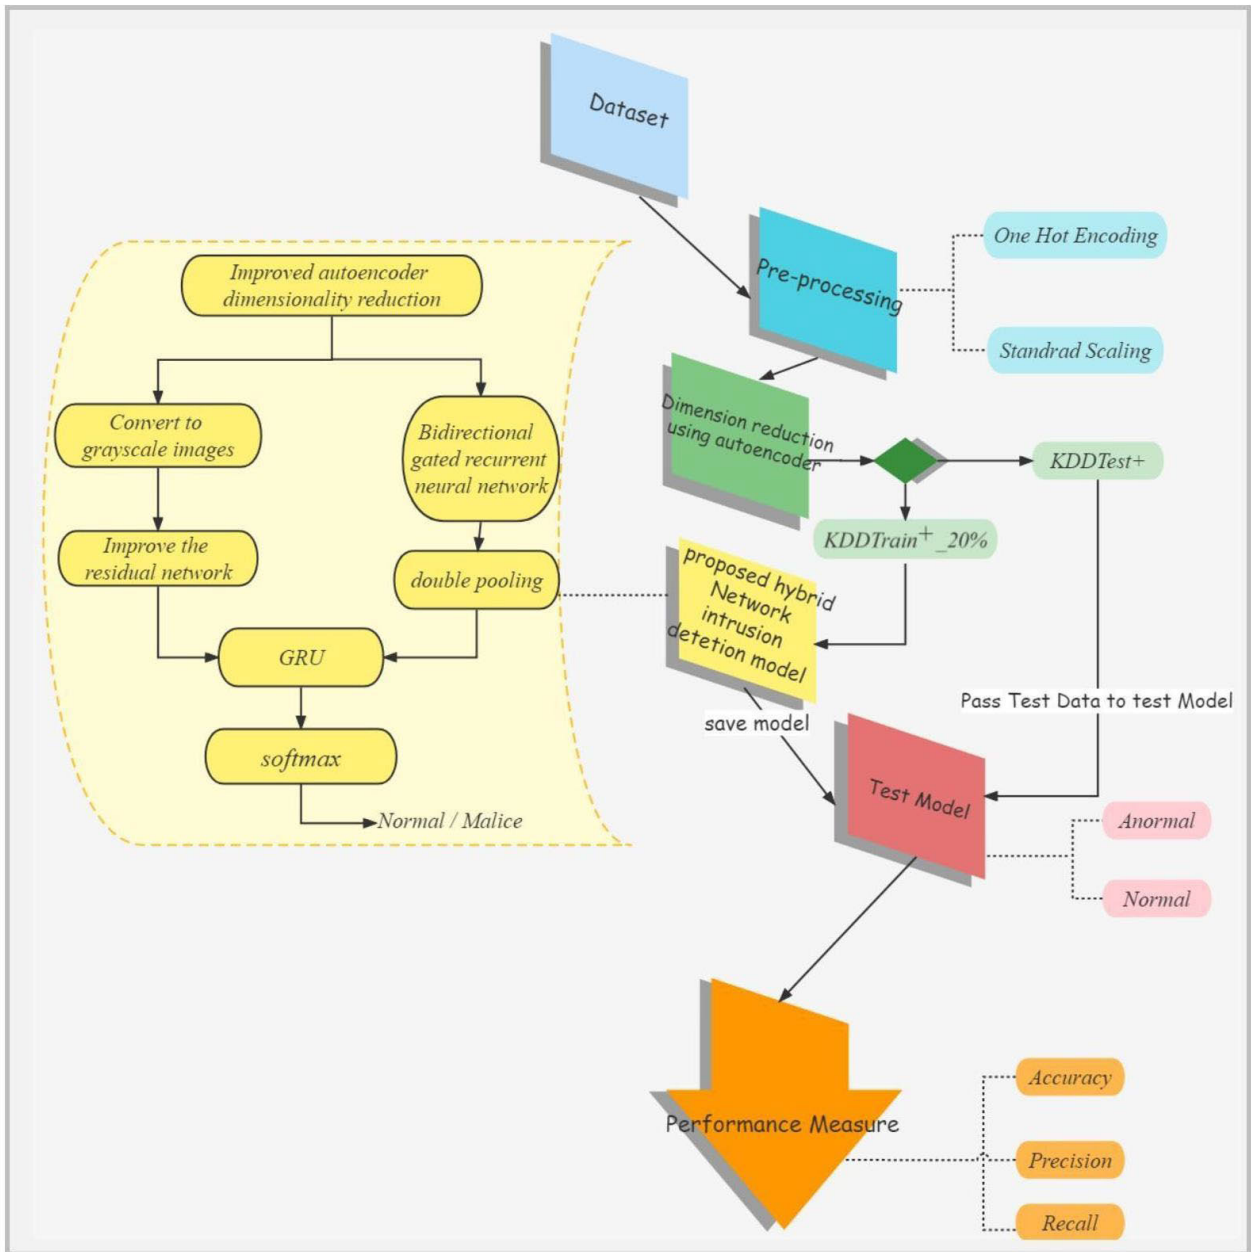 Dataset
Pre-processing
One Hot Encoding
Standrad Scaling
Dimension reduction
using autoencoder
KDDTest+
KDDTrain+_20%
proposed hybrid
Network
intrusion
detetion model
save model
Pass Test Data to test Model
Test Model
Anormal
Normal
Performance Measure
Accuracy
Precision
Recall
Improved autoencoder
dimensionality reduction
Convert to
grayscale images
Bidirectional
gated recurrent
neural network
Improve the
residual network
double pooling
GRU
softmax
Normal / Malice